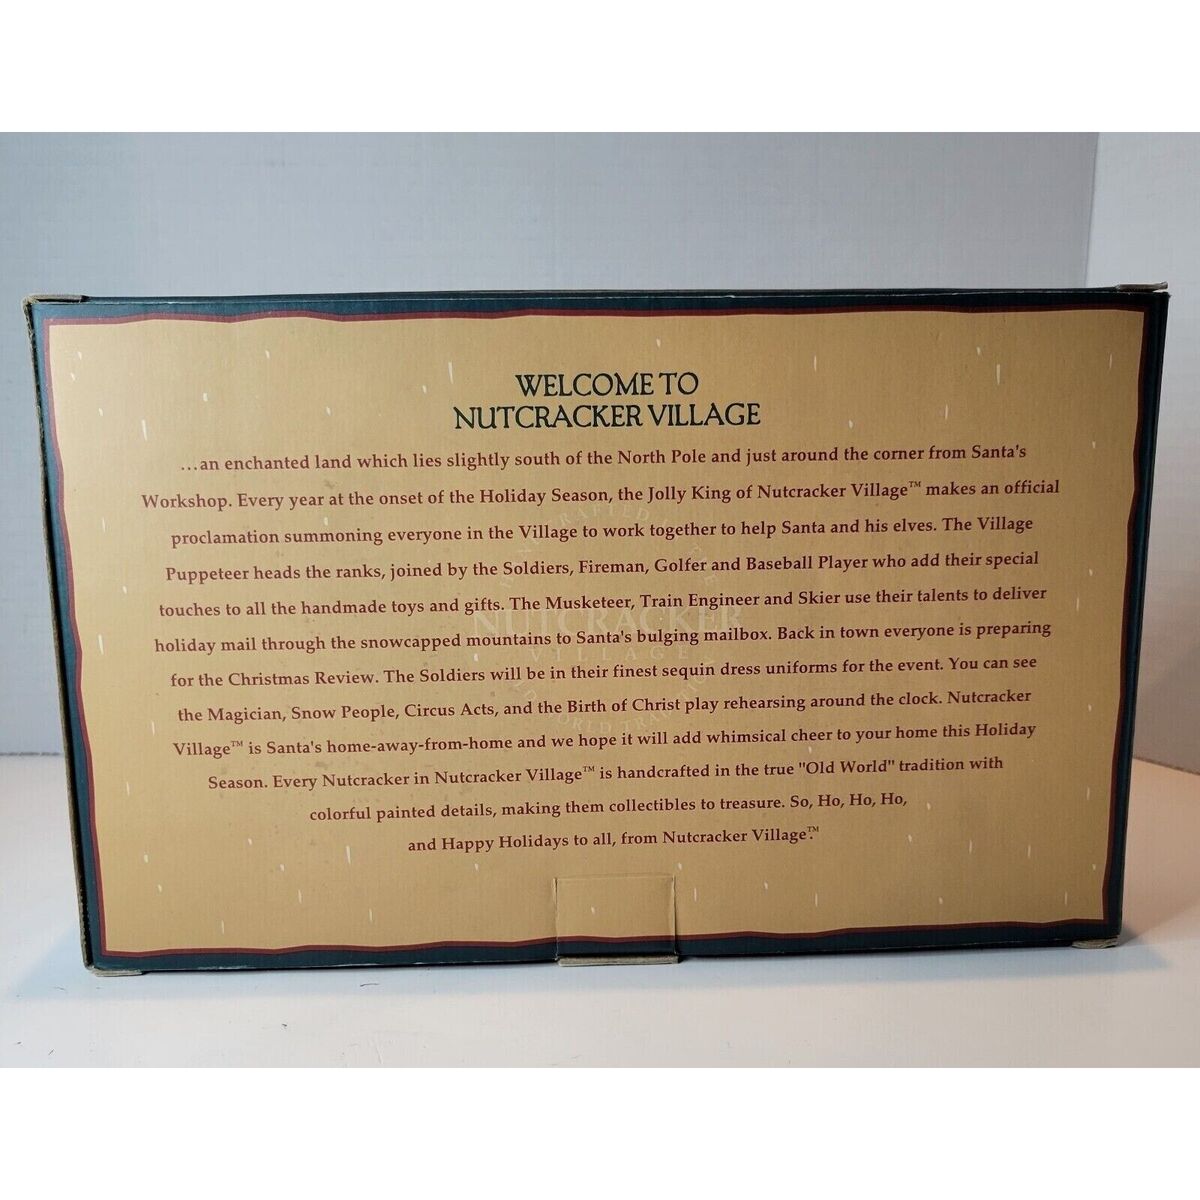 WELCOME TO
NUTCRACKER VILLAGE
...an enchanted land which lies slightly south of the North Pole and just around the corner from Santa's
Workshop. Every year at the onset of the Holiday Season, the Jolly King of Nutcracker Village™ makes an official
proclamation summoning everyone in the Village to work together to help Santa and his elves. The Village
Puppeteer heads the ranks, joined by the Soldiers, Fireman, Golfer and Baseball Player who add their special
touches to all the handmade toys and gifts. The Musketeer, Train Engineer and Skier use their talents to deliver
holiday mail through the snowcapped mountains to Santa's bulging mailbox. Back in town everyone is preparing
for the Christmas Review. The Soldiers will be in their finest sequin dress uniforms for the event. You can see
the Magician, Snow People, Circus Acts, and the Birth of Christ play rehearsing around the clock. Nutcracker
Village™ is Santa's home-away-from-home and we hope it will add whimsical cheer to your home this Holiday
Season. Every Nutcracker in Nutcracker Village™ is handcrafted in the true "Old World" tradition with
colorful painted details, making them collectibles to treasure. So, Ho, Ho, Ho,
and Happy Holidays to all, from Nutcracker Village.™
NUTCRACKER
VILLAGE